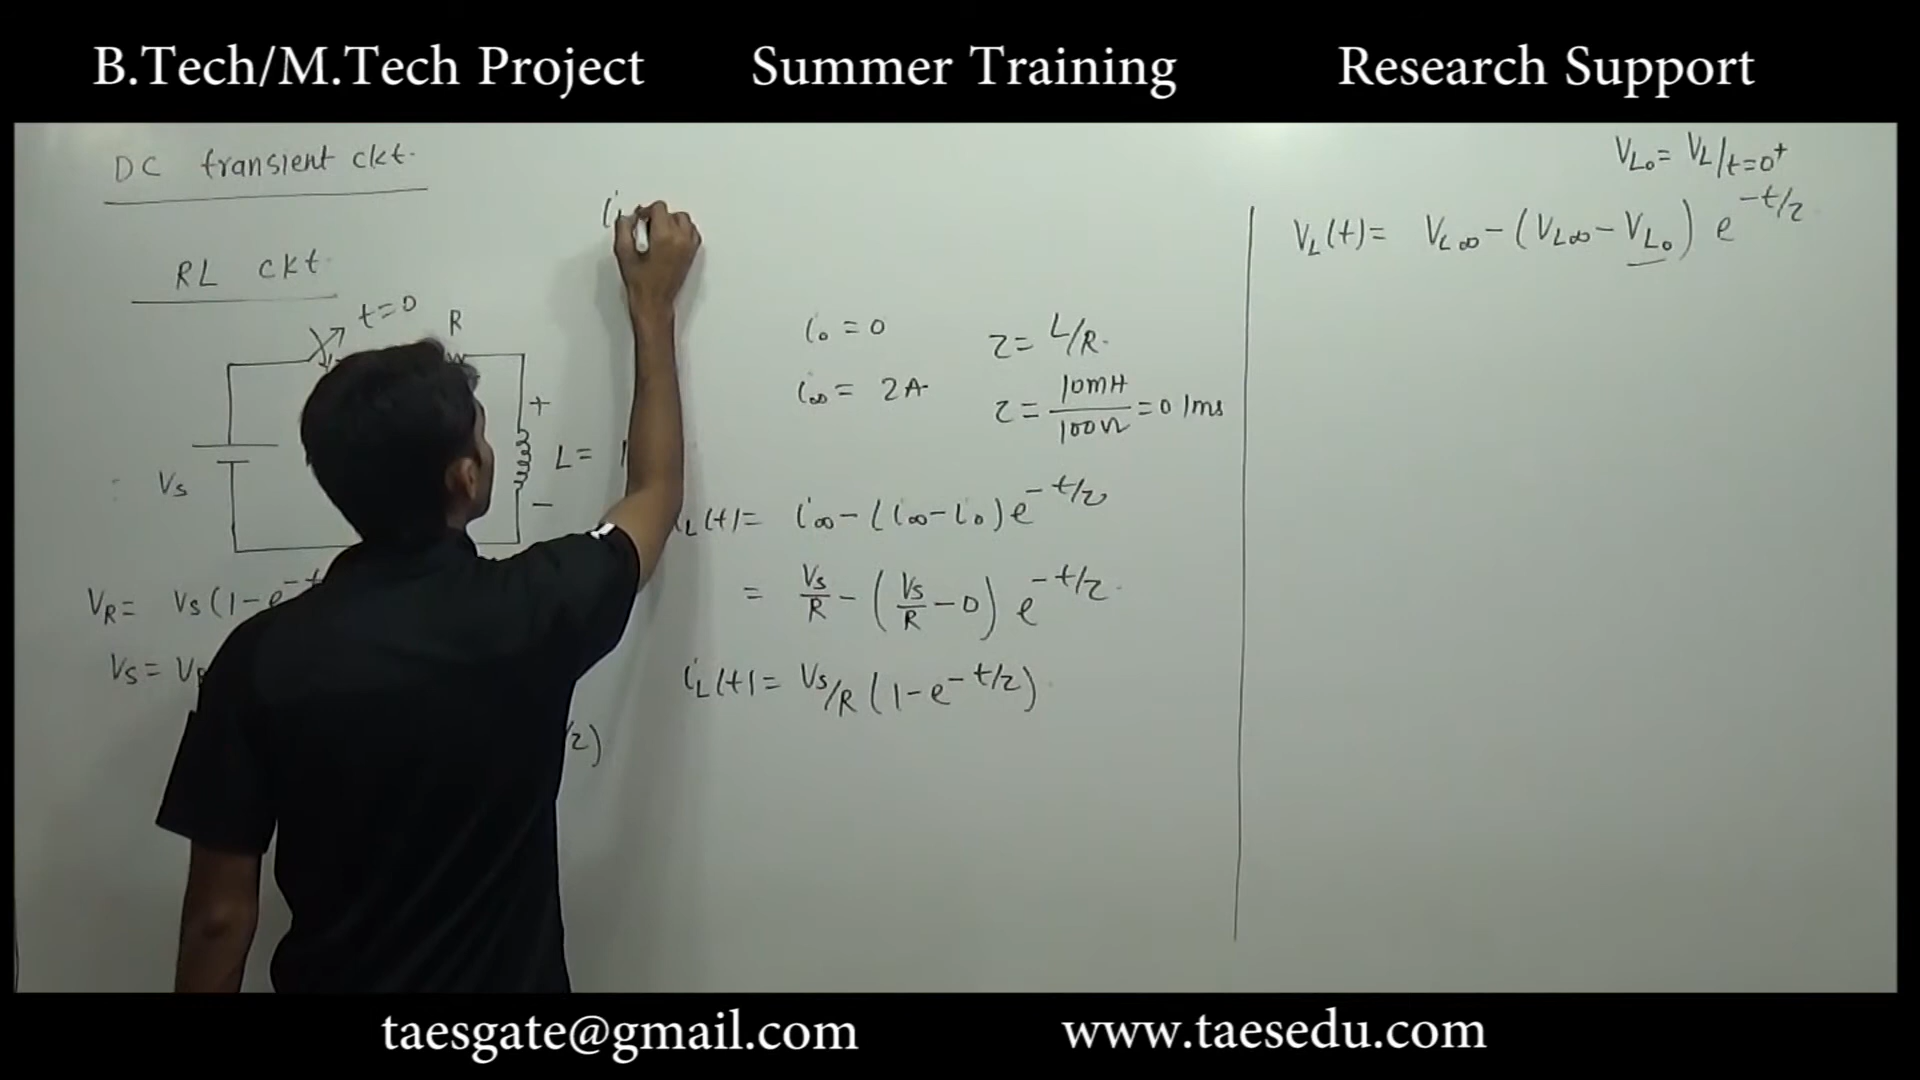 B.Tech/M.Tech Project Summer Training Research Support
DC transient ckt.
RL ckt.
t=0
R
+
L=
−
Vs
VR= Vs(1-e^-t
Vs=
/τ)
i₀ = 0
i∞ = 2A
τ= L/R.
τ= 10mH/100Ω = 0.1ms
L(t)= i∞-(i∞-i₀)e^-t/τ
= Vs/R - (Vs/R - 0) e^-t/τ.
iL(t)= Vs/R (1-e^-t/τ)
VL₀= VL/t=0⁺
VL(t)= VL∞-(VL∞-VL₀) e^-t/τ
taesgate@gmail.com www.taesedu.com